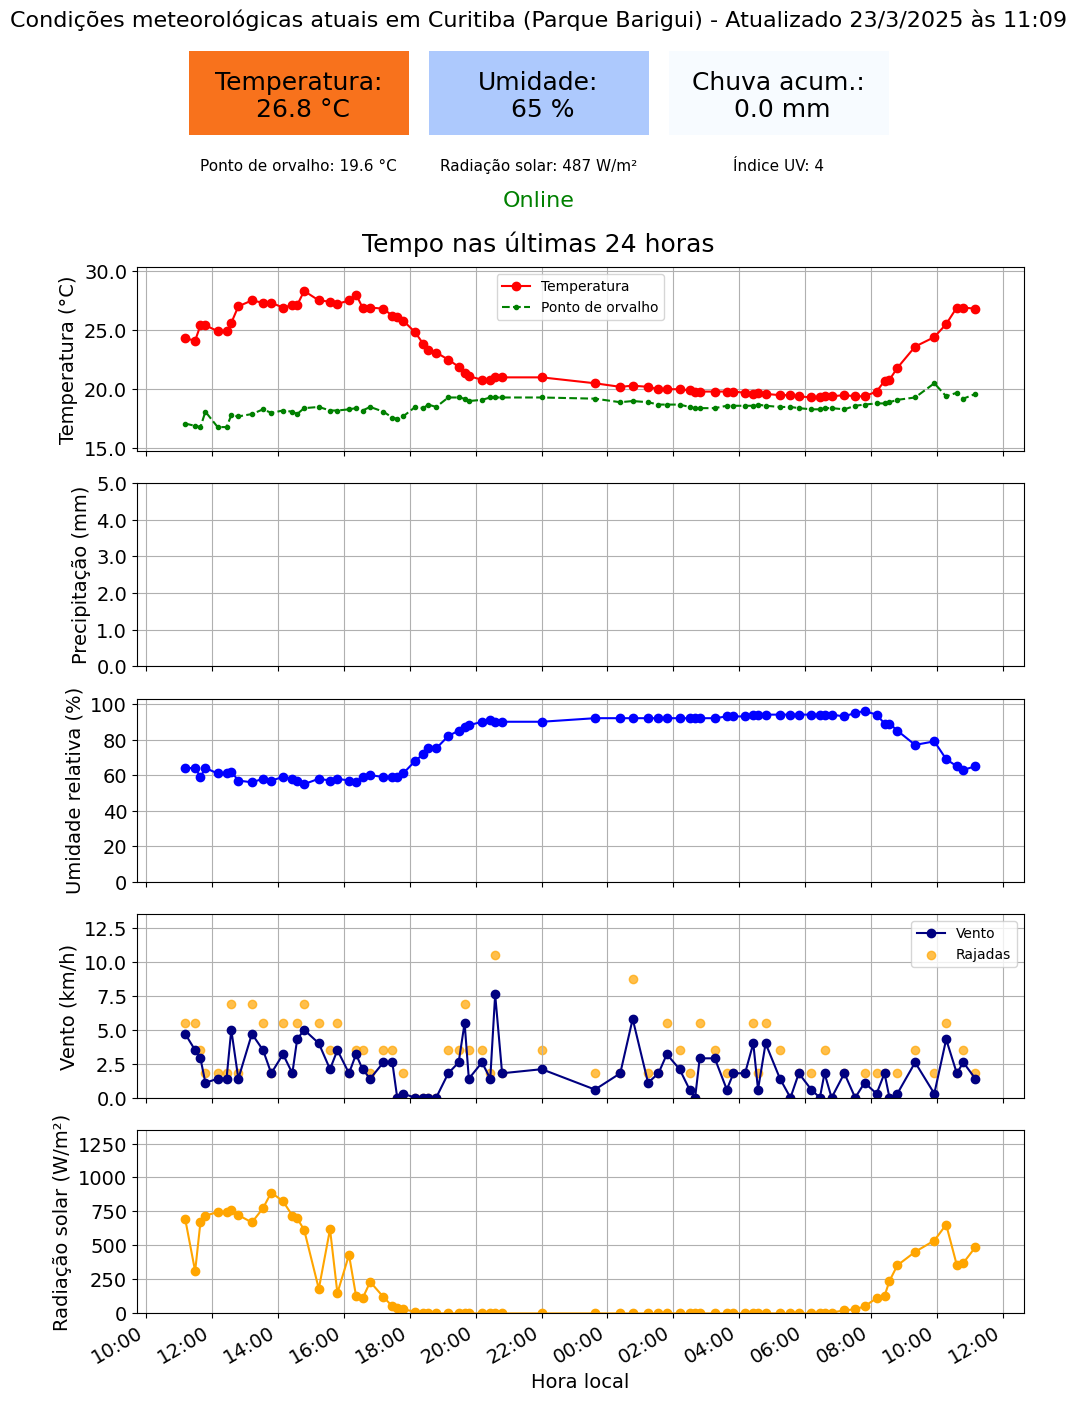 Condições meteorológicas atuais em Curitiba (Parque Barigui) - Atualizado 23/3/2025 às 11:09
Temperatura:
26.8 °C
Umidade:
65 %
Chuva acum.:
0.0 mm
Ponto de orvalho: 19.6 °C
Radiação solar: 487 W/m²
Índice UV: 4
Online
Tempo nas últimas 24 horas
Temperatura (°C)
30.0
25.0
20.0
15.0
Temperatura
Ponto de orvalho
Precipitação (mm)
5.0
4.0
3.0
2.0
1.0
0.0
Umidade relativa (%)
100
80
60
40
20
0
Vento (km/h)
12.5
10.0
7.5
5.0
2.5
0.0
Vento
Rajadas
Radiação solar (W/m²)
1250
1000
750
500
250
0
10:00
12:00
14:00
16:00
18:00
20:00
22:00
00:00
02:00
04:00
06:00
08:00
10:00
12:00
Hora local